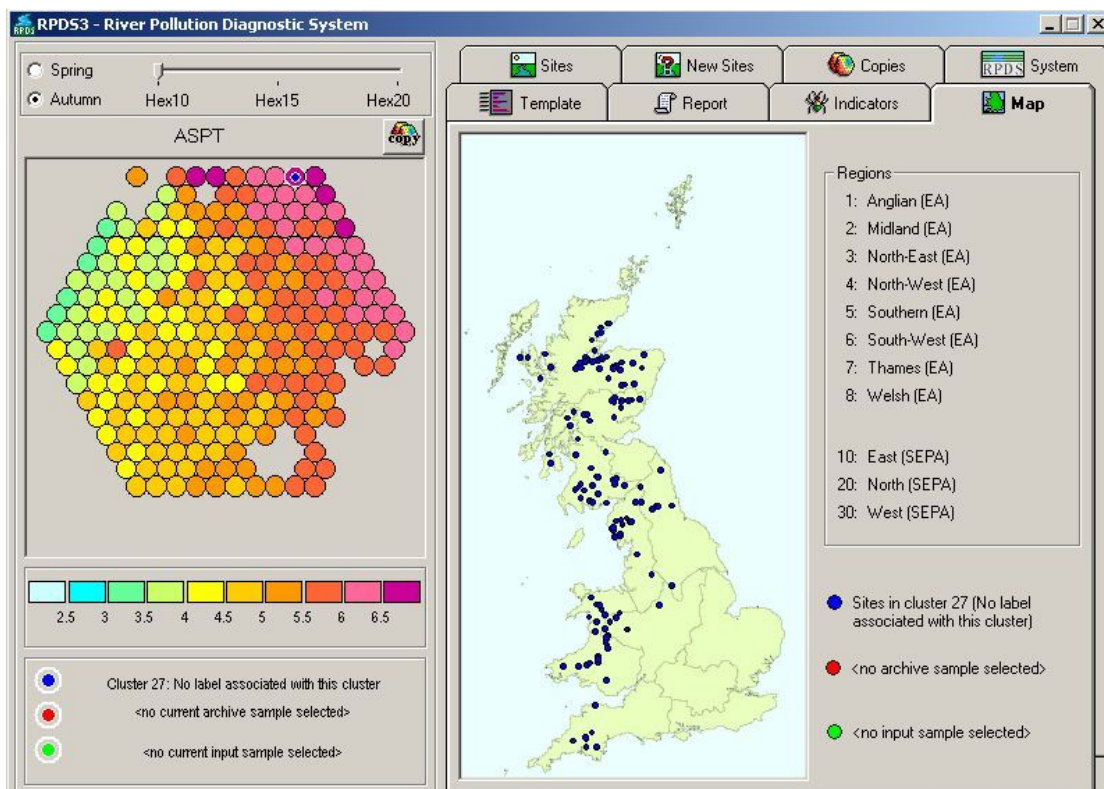 RPDS3 - River Pollution Diagnostic System
RPDS
Spring
Autumn
Hex10 Hex15 Hex20
ASPT
copy
2.5 3 3.5 4 4.5 5 5.5 6 6.5
Cluster 27: No label associated with this cluster
<no current archive sample selected>
<no current input sample selected>
Sites New Sites Copies RPDS System
Template Report Indicators Map
Regions
1: Anglian (EA)
2: Midland (EA)
3: North-East (EA)
4: North-West (EA)
5: Southern (EA)
6: South-West (EA)
7: Thames (EA)
8: Welsh (EA)
10: East (SEPA)
20: North (SEPA)
30: West (SEPA)
Sites in cluster 27 (No label
associated with this cluster)
<no archive sample selected>
<no input sample selected>